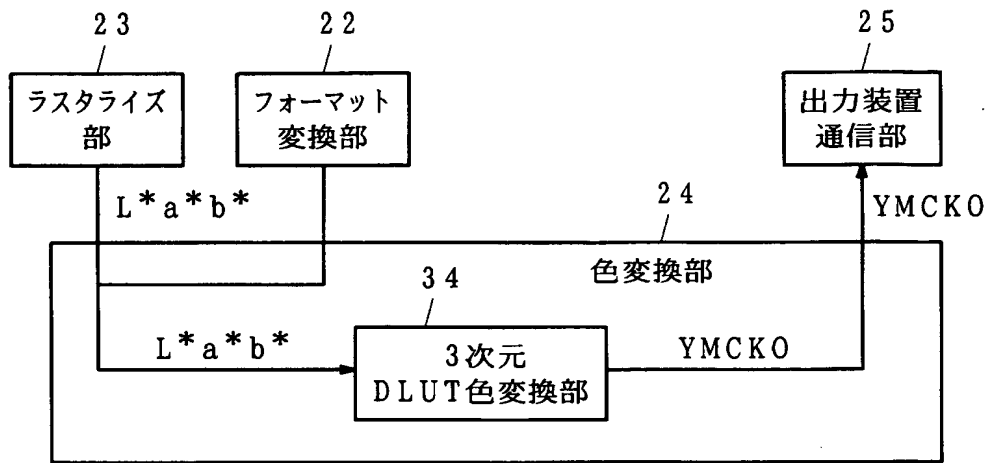 23
22
25
ラスタライズ
部
フォーマット
変換部
出力装置
通信部
L*a*b*
24
YMCKO
色変換部
34
L*a*b*
3次元
DLUT色変換部
YMCKO